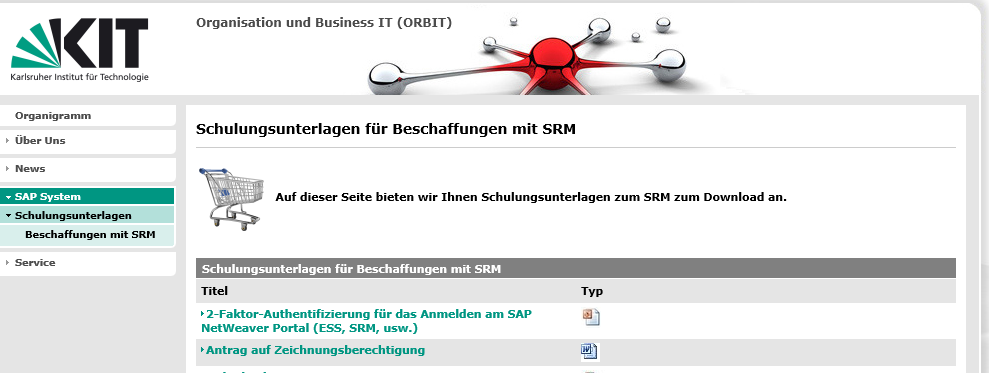 KIT
Karlsruher Institut für Technologie
Organisation und Business IT (ORBIT)
Organigramm
Über Uns
News
SAP System
Schulungsunterlagen
Beschaffungen mit SRM
Service
Schulungsunterlagen für Beschaffungen mit SRM
Auf dieser Seite bieten wir Ihnen Schulungsunterlagen zum SRM zum Download an.
Schulungsunterlagen für Beschaffungen mit SRM
Titel Typ
2-Faktor-Authentifizierung für das Anmelden am SAP
NetWeaver Portal (ESS, SRM, usw.)
Antrag auf Zeichnungsberechtigung